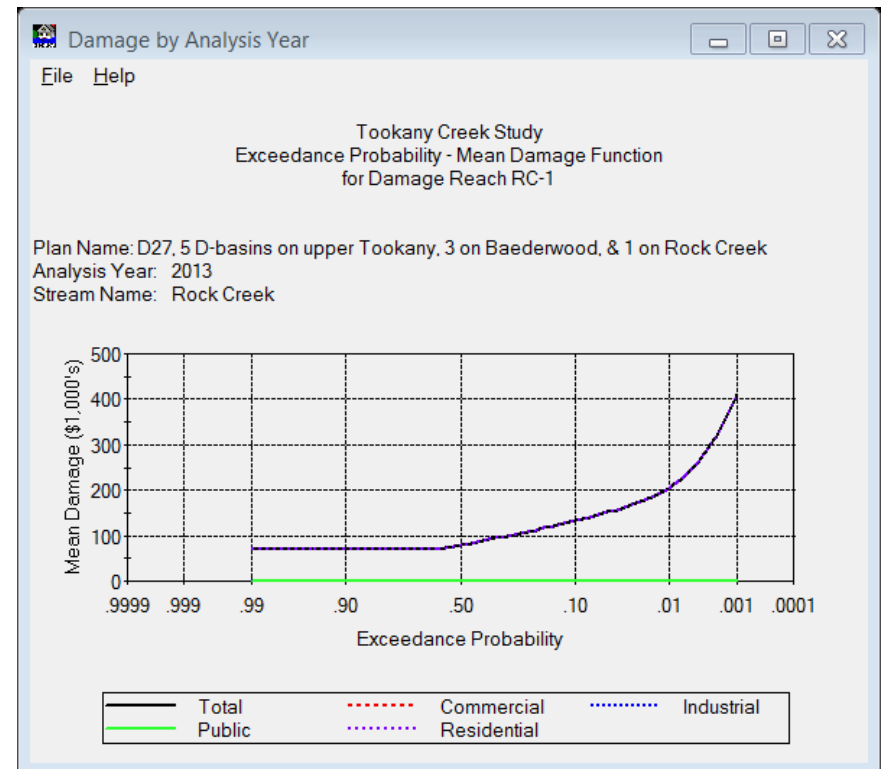 Damage by Analysis Year
File Help
Tookany Creek Study
Exceedance Probability - Mean Damage Function
for Damage Reach RC-1
Plan Name: D27, 5 D-basins on upper Tookany, 3 on Baederwood, & 1 on Rock Creek
Analysis Year: 2013
Stream Name: Rock Creek
Mean Damage ($1,000's)
500
400
300
200
100
0
.9999 .999 .99 .90 .50 .10 .01 .001 .0001
Exceedance Probability
Total Commercial Industrial
Public Residential